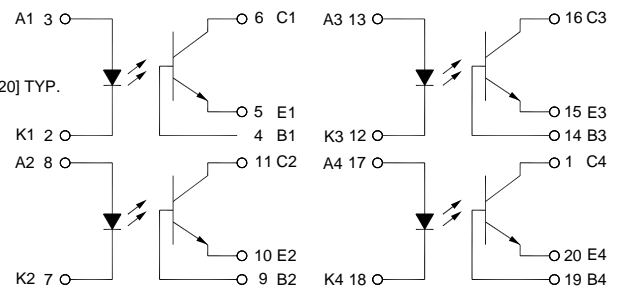 A1 3 6 C1 A3 13 16 C3
20] TYP.
5 E1 15 E3
K1 2 4 B1 K3 12 14 B3
A2 8 11 C2 A4 17 1 C4
10 E2 20 E4
K2 7 9 B2 K4 18 19 B4